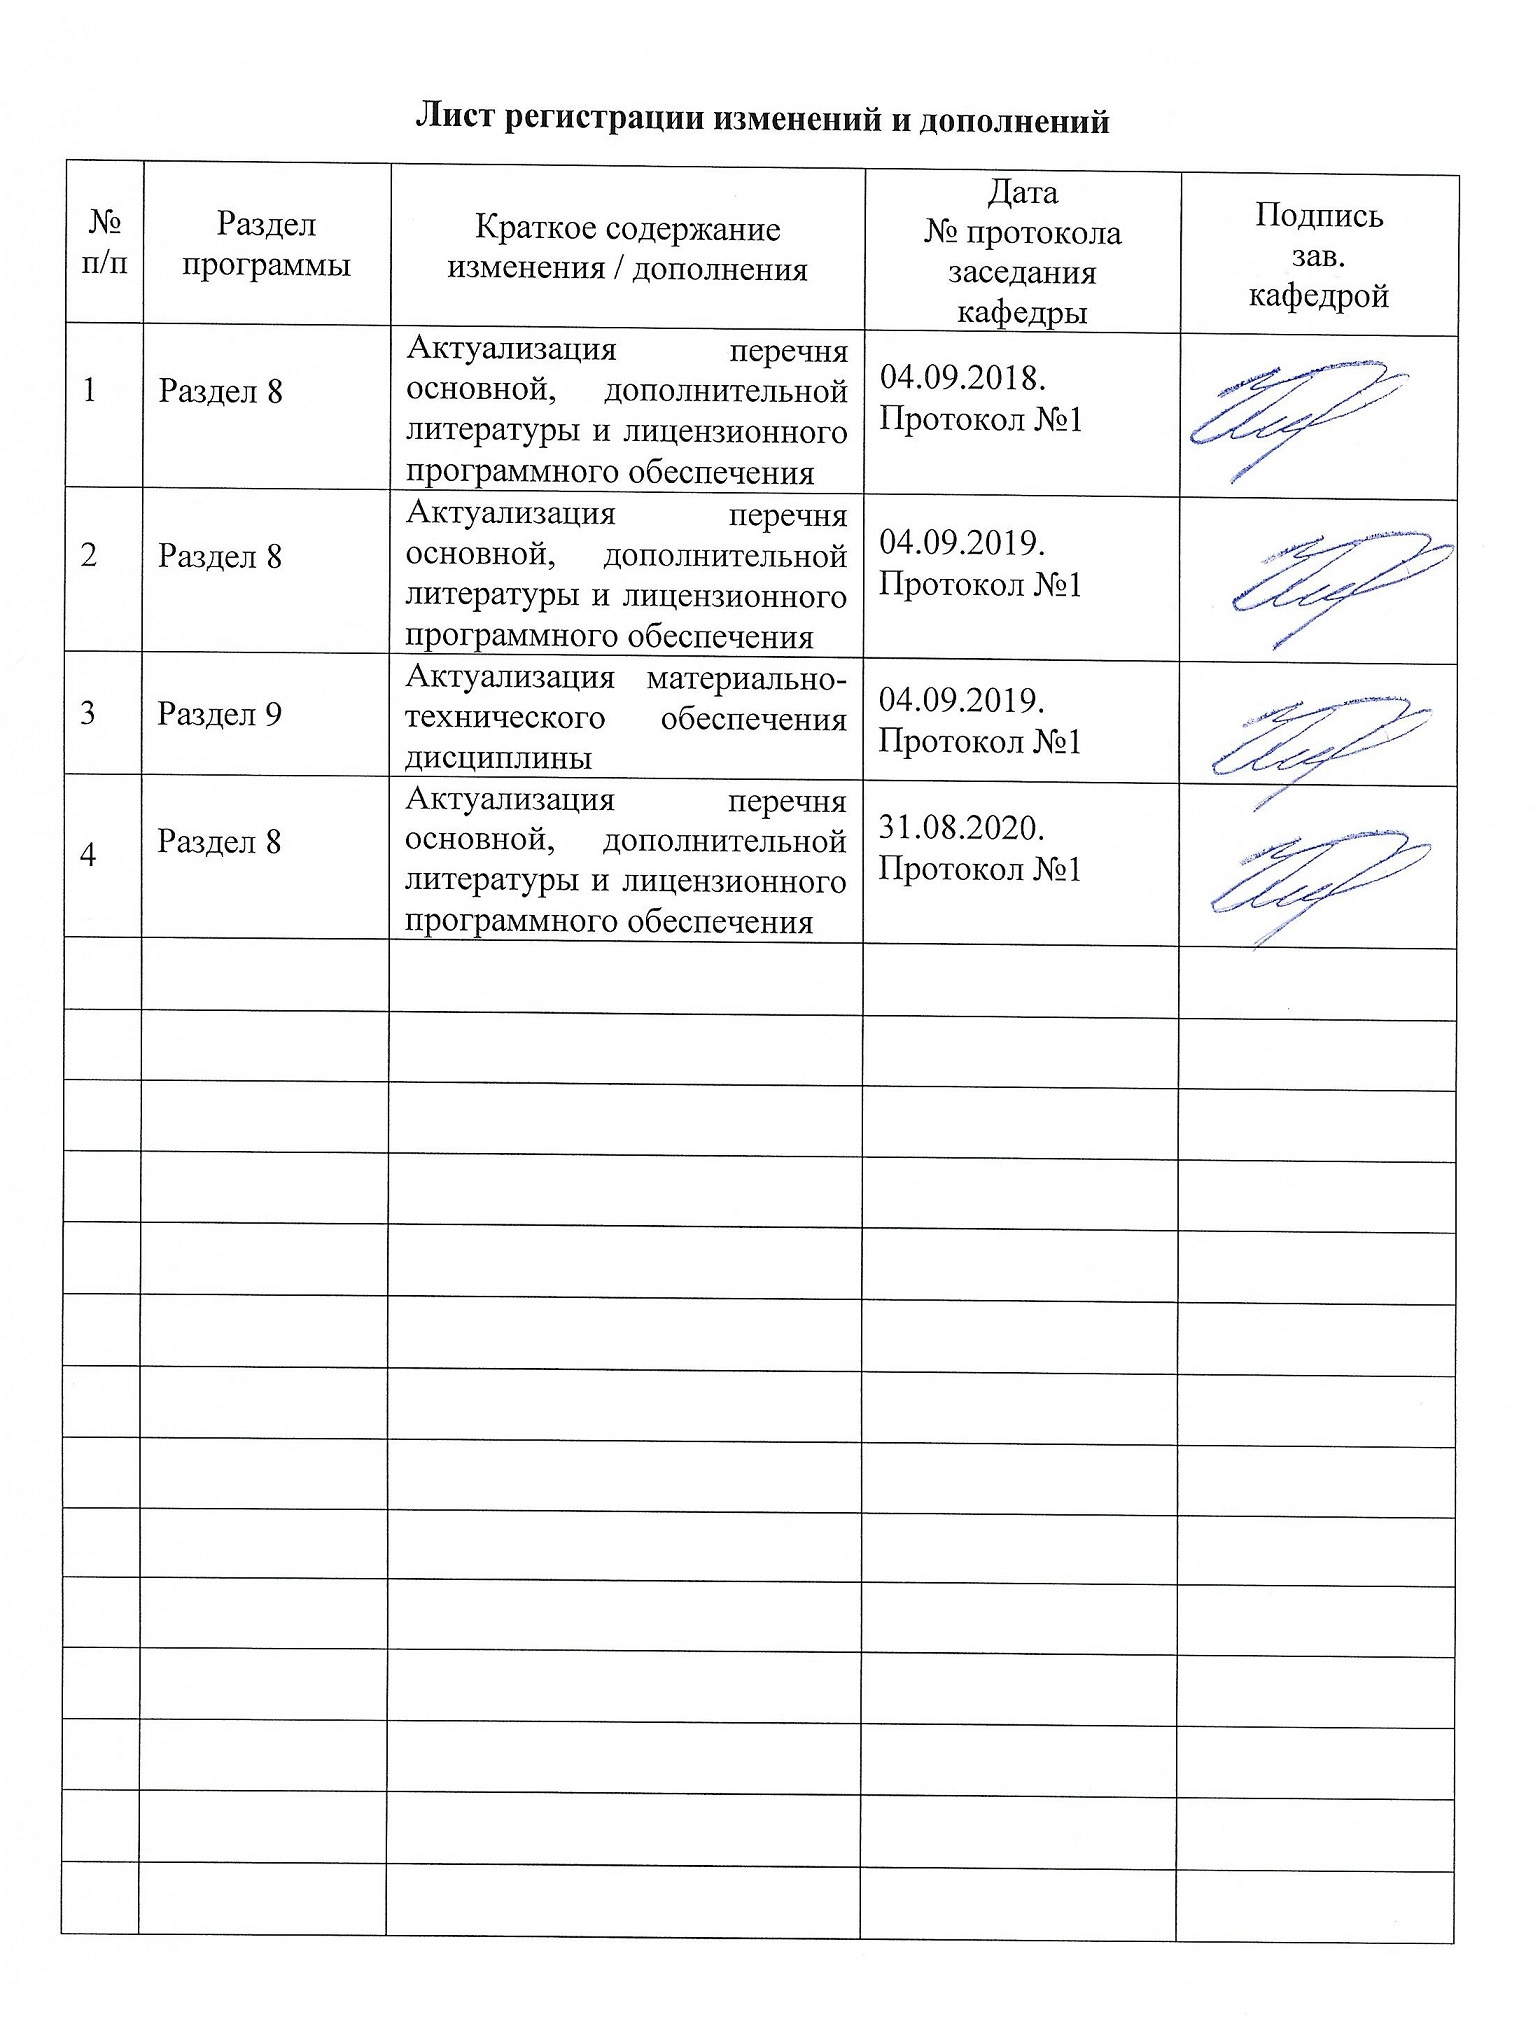 Лист регистрации изменений и дополнений
№
п/п
Раздел
программы
Краткое содержание
изменения / дополнения
Дата
№ протокола
заседания
кафедры
Подпись
зав.
кафедрой
1
Раздел 8
Актуализация перечня
основной, дополнительной
литературы и лицензионного
программного обеспечения
04.09.2018.
Протокол №1
2
Раздел 8
Актуализация перечня
основной, дополнительной
литературы и лицензионного
программного обеспечения
04.09.2019.
Протокол №1
3
Раздел 9
Актуализация материально-
технического обеспечения
дисциплины
04.09.2019.
Протокол №1
4
Раздел 8
Актуализация перечня
основной, дополнительной
литературы и лицензионного
программного обеспечения
31.08.2020.
Протокол №1